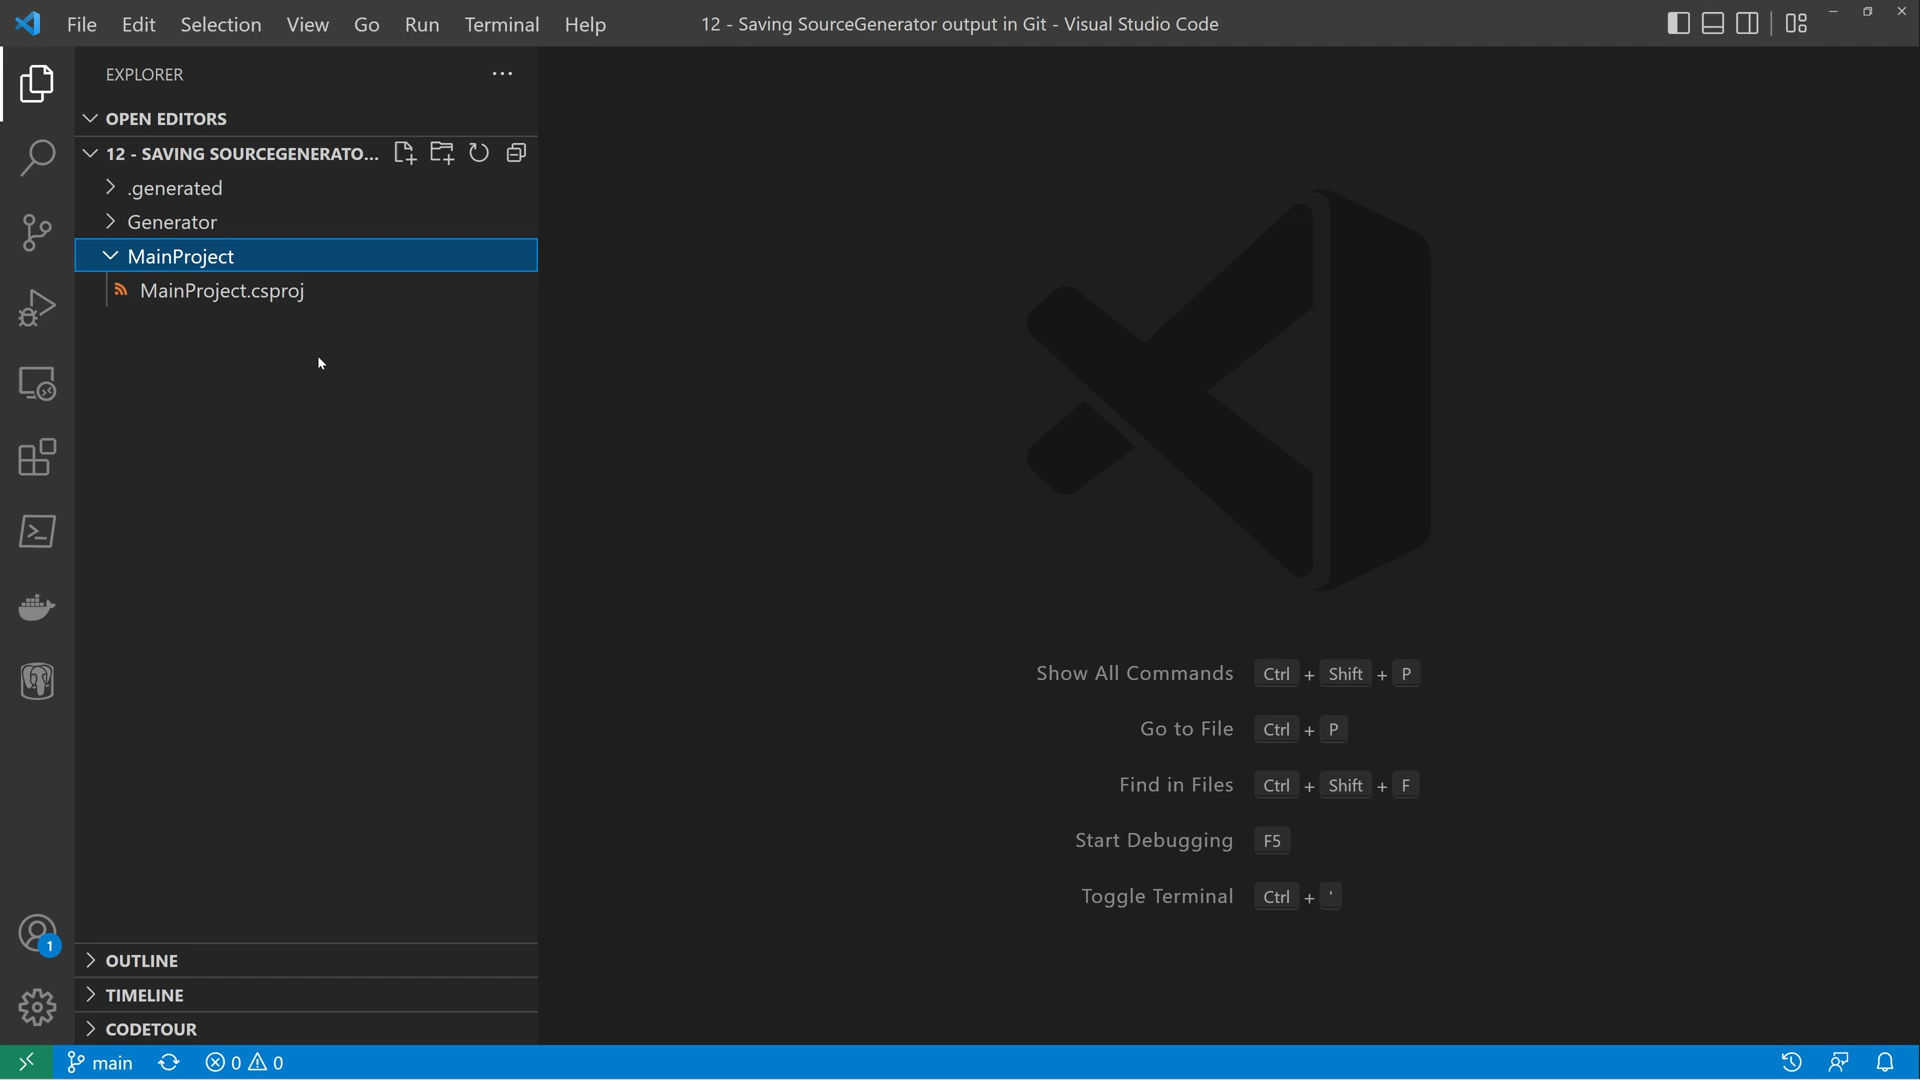 File Edit Selection View Go Run Terminal Help 12 - Saving SourceGenerator output in Git - Visual Studio Code
EXPLORER
OPEN EDITORS
12 - SAVING SOURCEGENERATO...
.generated
Generator
MainProject
MainProject.csproj
Show All Commands Ctrl + Shift + P
Go to File Ctrl + P
Find in Files Ctrl + Shift + F
Start Debugging F5
Toggle Terminal Ctrl + '
1
OUTLINE
TIMELINE
CODETOUR
main 0 0